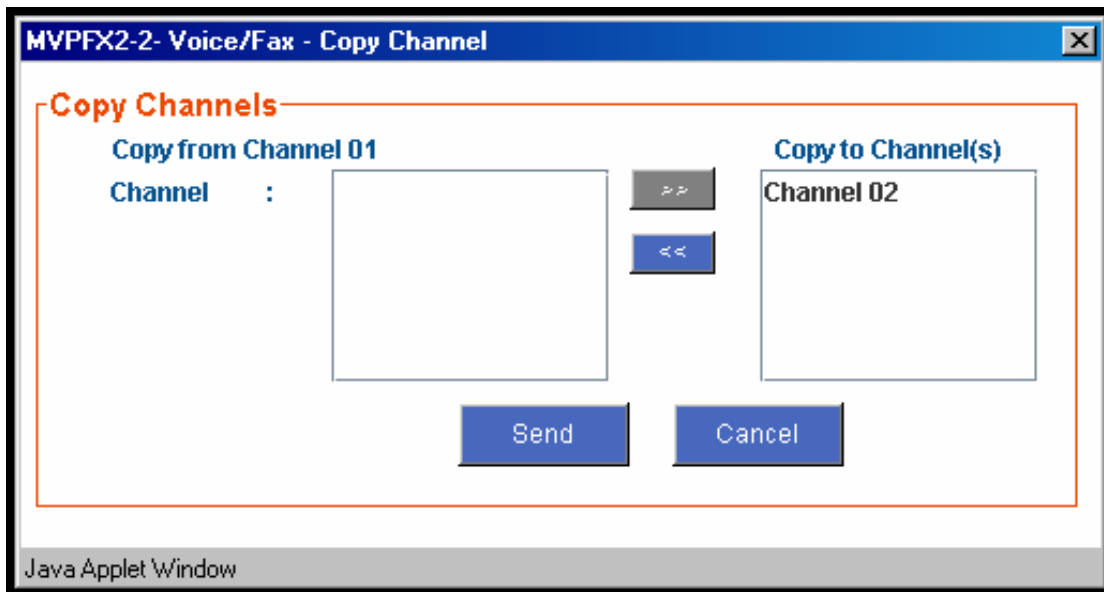 MVPFX2-2- Voice/Fax - Copy Channel
Copy Channels
Copy from Channel 01 Copy to Channel(s)
Channel : >> Channel 02
<<
Send Cancel
Java Applet Window